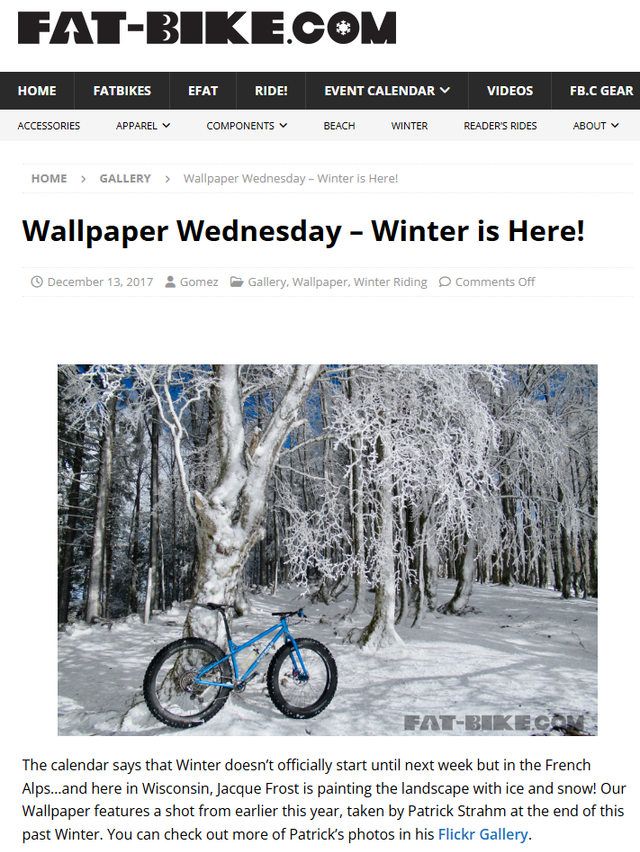 FAT-BIKE.COM
HOME FATBIKES EFAT RIDE! EVENT CALENDAR VIDEOS FB.C GEAR
ACCESSORIES APPAREL COMPONENTS BEACH WINTER READER'S RIDES ABOUT
HOME > GALLERY > Wallpaper Wednesday – Winter is Here!
Wallpaper Wednesday – Winter is Here!
December 13, 2017 Gomez Gallery, Wallpaper, Winter Riding Comments Off
FAT-BIKE.COM
The calendar says that Winter doesn't officially start until next week but in the French
Alps…and here in Wisconsin, Jacque Frost is painting the landscape with ice and snow! Our
Wallpaper features a shot from earlier this year, taken by Patrick Strahm at the end of this
past Winter. You can check out more of Patrick's photos in his Flickr Gallery.